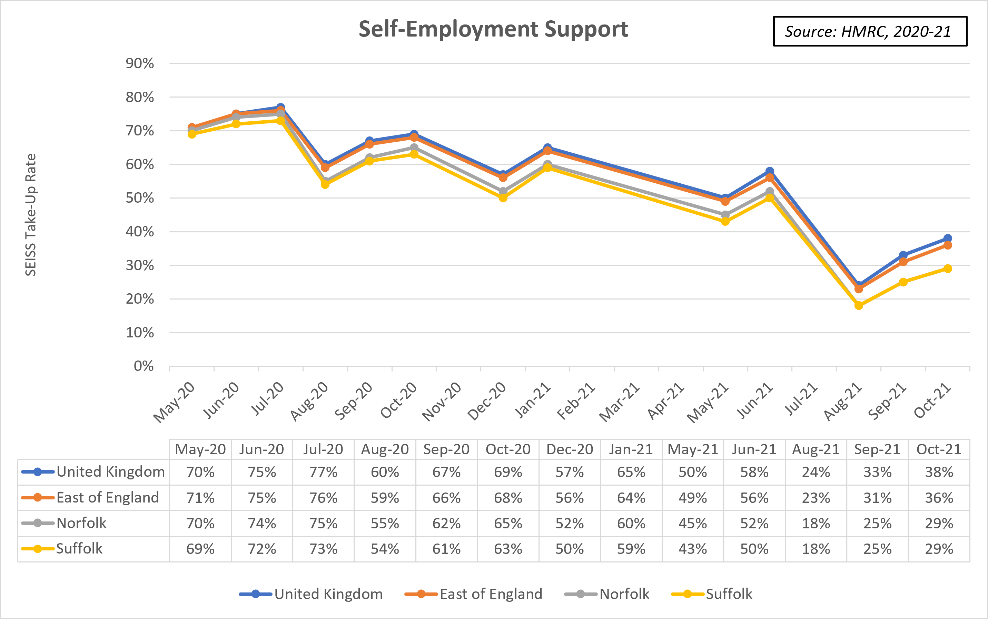 Self-Employment Support
Source: HMRC, 2020-21
SEISS Take-Up Rate
90%
80%
70%
60%
50%
40%
30%
20%
10%
0%
May-20 Jun-20 Jul-20 Aug-20 Sep-20 Oct-20 Nov-20 Dec-20 Jan-21 Feb-21 Mar-21 Apr-21 May-21 Jun-21 Jul-21 Aug-21 Sep-21 Oct-21
May-20 Jun-20 Jul-20 Aug-20 Sep-20 Oct-20 Dec-20 Jan-21 May-21 Jun-21 Aug-21 Sep-21 Oct-21
United Kingdom 70% 75% 77% 60% 67% 69% 57% 65% 50% 58% 24% 33% 38%
East of England 71% 75% 76% 59% 66% 68% 56% 64% 49% 56% 23% 31% 36%
Norfolk 70% 74% 75% 55% 62% 65% 52% 60% 45% 52% 18% 25% 29%
Suffolk 69% 72% 73% 54% 61% 63% 50% 59% 43% 50% 18% 25% 29%
United Kingdom East of England Norfolk Suffolk